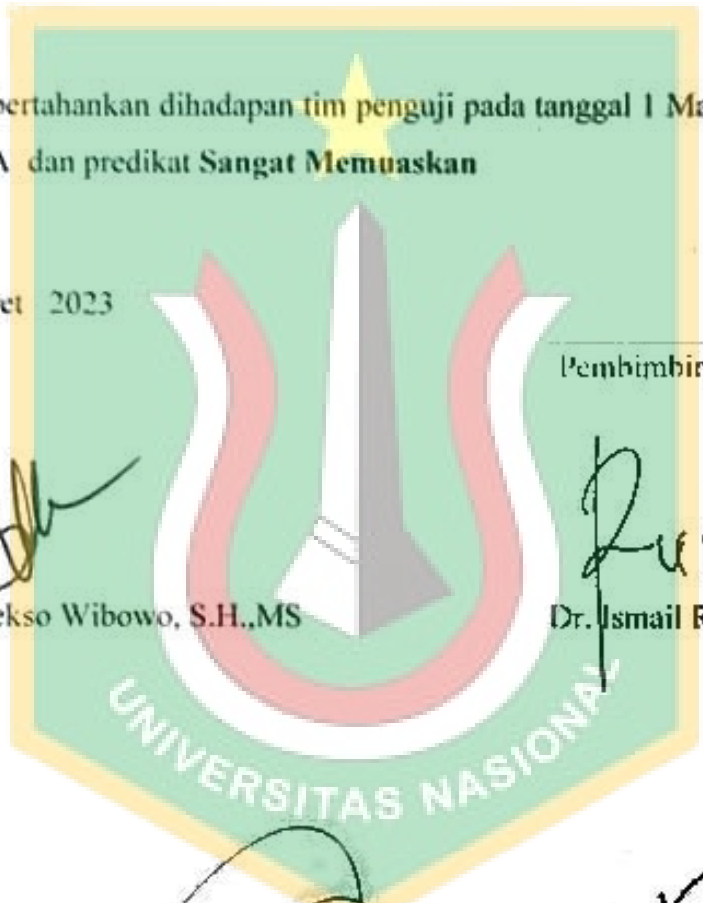 pertahankan dihadapan tim penguji pada tanggal 1 Ma
A dan predikat Sangat Memuaskan
et 2023
Pembimbin
ekso Wibowo, S.H.,MS
Dr. Ismail R
UNIVERSITAS NASIONAL